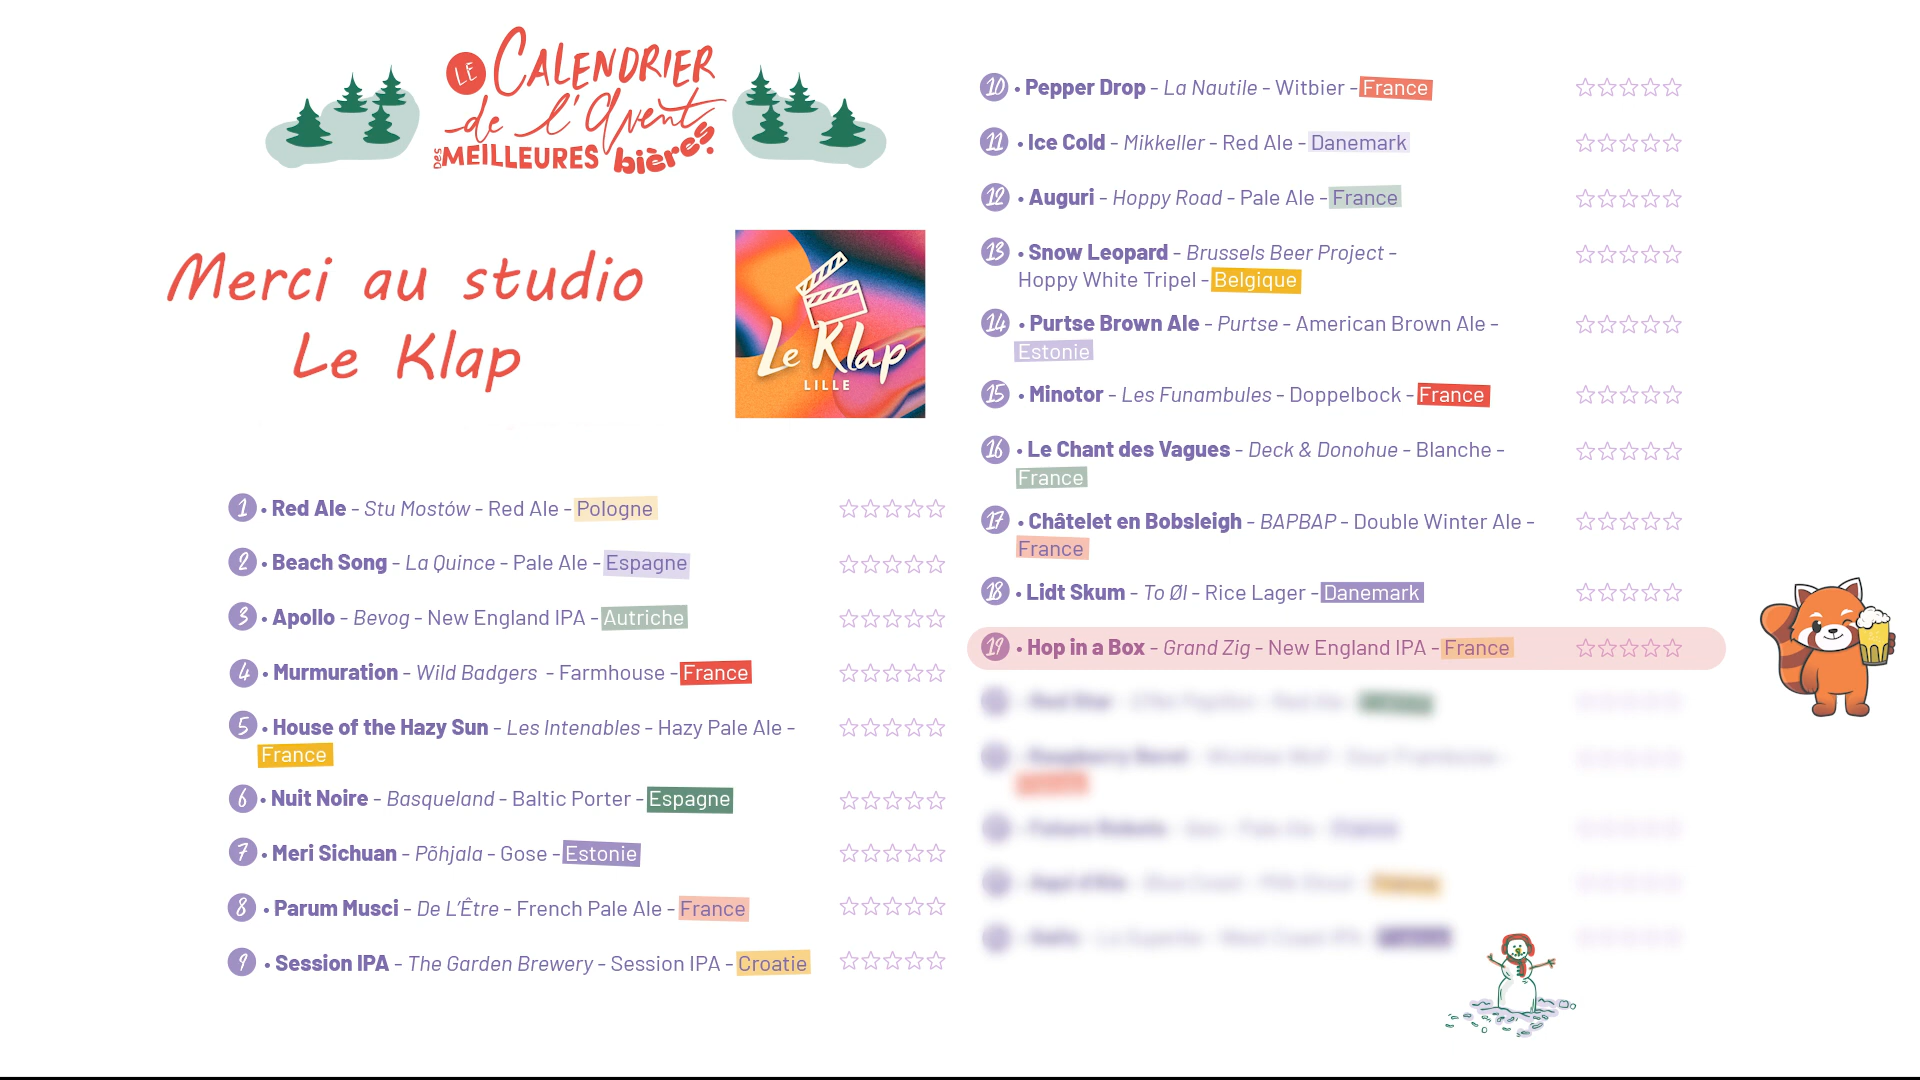 LE CALENDRIER
de l'Avent
DES MEILLEURES bières
Merci au studio
Le Klap
Le Klap
LILLE
1 • Red Ale - Stu Mostów - Red Ale - Pologne
2 • Beach Song - La Quince - Pale Ale - Espagne
3 • Apollo - Bevog - New England IPA - Autriche
4 • Murmuration - Wild Badgers - Farmhouse - France
5 • House of the Hazy Sun - Les Intenables - Hazy Pale Ale -
France
6 • Nuit Noire - Basqueland - Baltic Porter - Espagne
7 • Meri Sichuan - Põhjala - Gose - Estonie
8 • Parum Musci - De L'Être - French Pale Ale - France
9 • Session IPA - The Garden Brewery - Session IPA - Croatie
10 • Pepper Drop - La Nautile - Witbier - France
11 • Ice Cold - Mikkeller - Red Ale - Danemark
12 • Auguri - Hoppy Road - Pale Ale - France
13 • Snow Leopard - Brussels Beer Project -
Hoppy White Tripel - Belgique
14 • Purtse Brown Ale - Purtse - American Brown Ale -
Estonie
15 • Minotor - Les Funambules - Doppelbock - France
16 • Le Chant des Vagues - Deck & Donohue - Blanche -
France
17 • Châtelet en Bobsleigh - BAPBAP - Double Winter Ale -
France
18 • Lidt Skum - To Øl - Rice Lager - Danemark
19 • Hop in a Box - Grand Zig - New England IPA - France